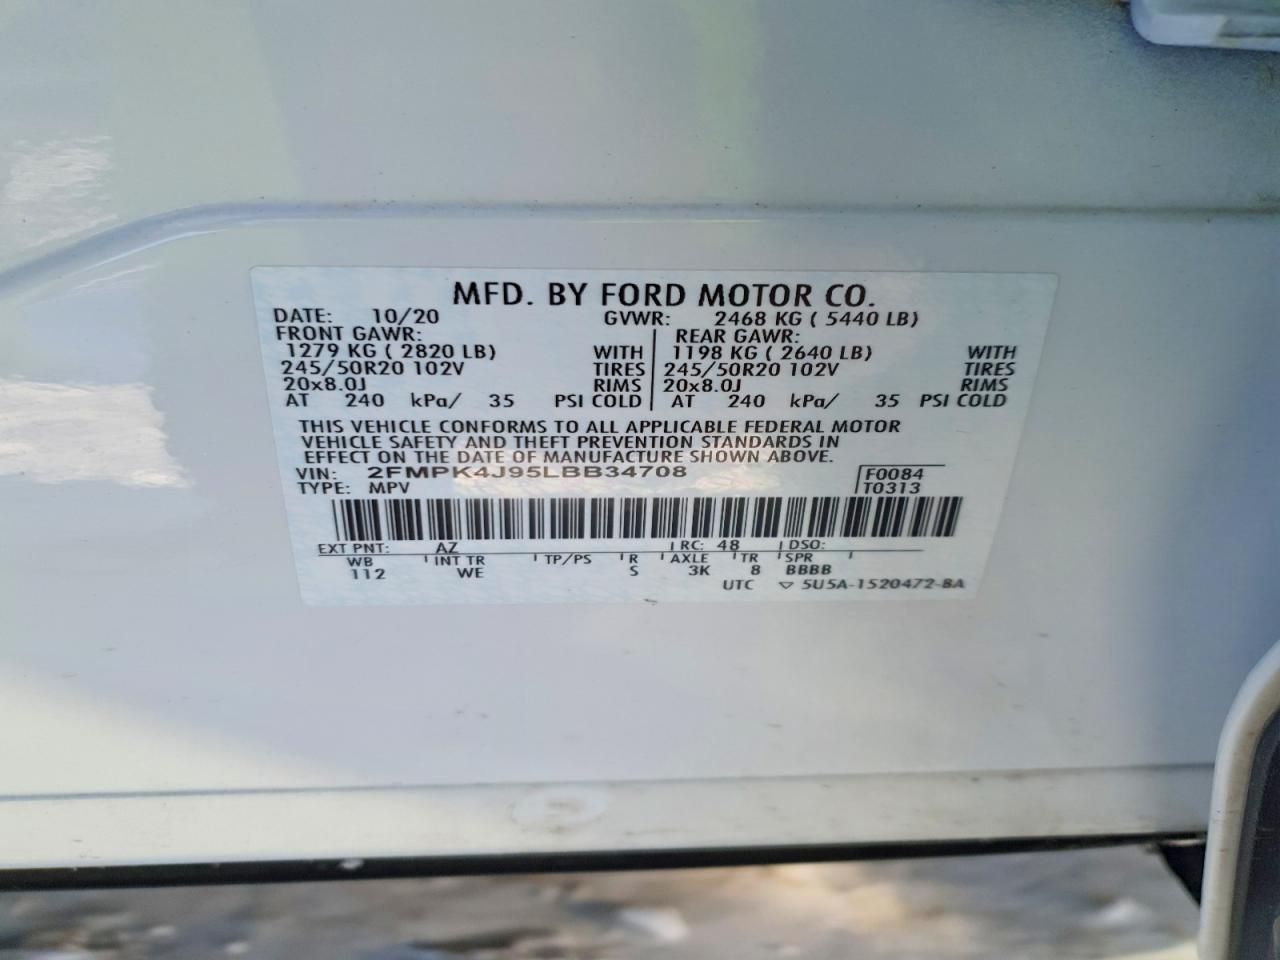 MFD. BY FORD MOTOR CO.
DATE: 10/20 GVWR: 2468 KG ( 5440 LB)
FRONT GAWR: REAR GAWR:
1279 KG ( 2820 LB) WITH 1198 KG ( 2640 LB) WITH
245/50R20 102V TIRES 245/50R20 102V TIRES
20x8.0J RIMS 20x8.0J RIMS
AT 240 kPa/ 35 PSI COLD AT 240 kPa/ 35 PSI COLD
THIS VEHICLE CONFORMS TO ALL APPLICABLE FEDERAL MOTOR
VEHICLE SAFETY AND THEFT PREVENTION STANDARDS IN
EFFECT ON THE DATE OF MANUFACTURE SHOWN ABOVE.
VIN: 2FMPK4J95LBB34708 F0084
TYPE: MPV T0313
EXT PNT: AZ RC: 48 DSO:
WB INT TR TP/PS R AXLE TR SPR
112 WE S 3K 8 BBBB
UTC ▽ 5U5A-1520472-BA